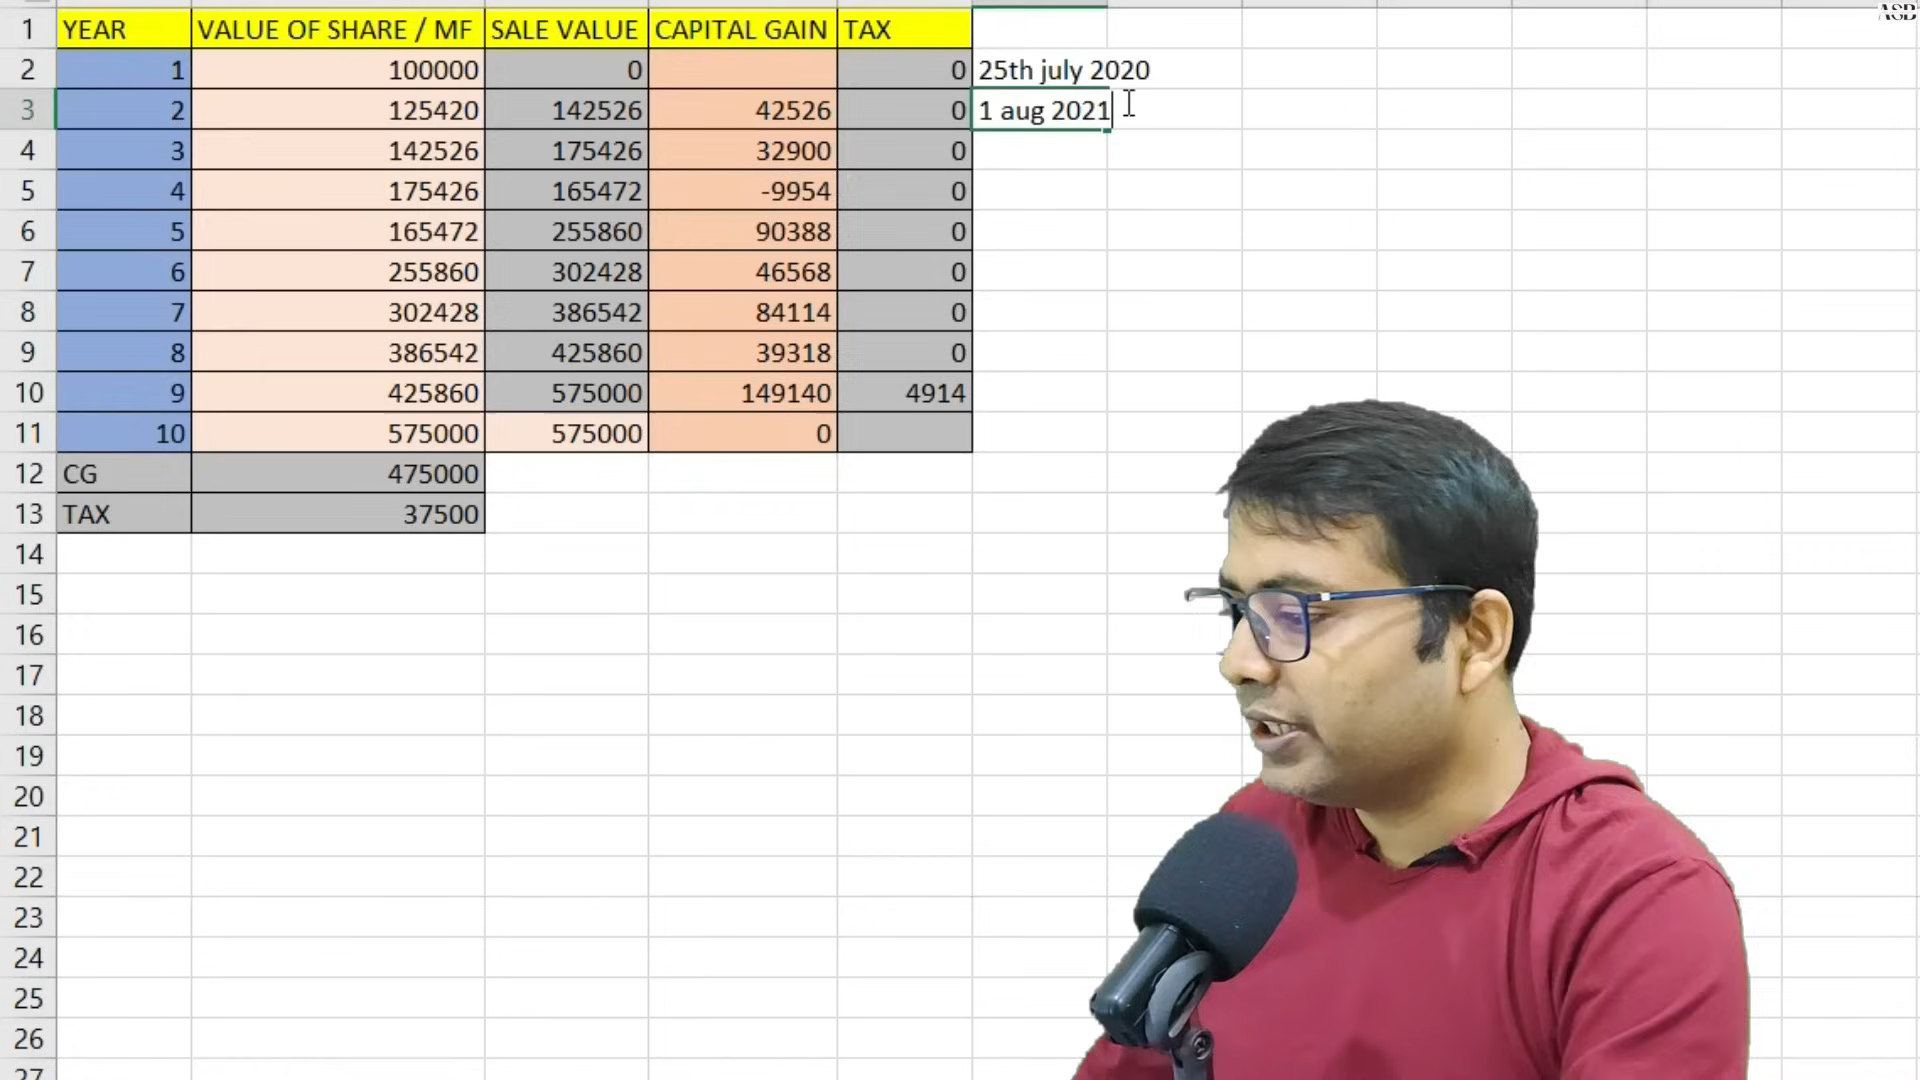 1 YEAR VALUE OF SHARE / MF SALE VALUE CAPITAL GAIN TAX
2 1 100000 0 0 25th july 2020
3 2 125420 142526 42526 0 1 aug 2021
4 3 142526 175426 32900 0
5 4 175426 165472 -9954 0
6 5 165472 255860 90388 0
7 6 255860 302428 46568 0
8 7 302428 386542 84114 0
9 8 386542 425860 39318 0
10 9 425860 575000 149140 4914
11 10 575000 575000 0
12 CG 475000
13 TAX 37500
14
15
16
17
18
19
20
21
22
23
24
25
26
27
ASB